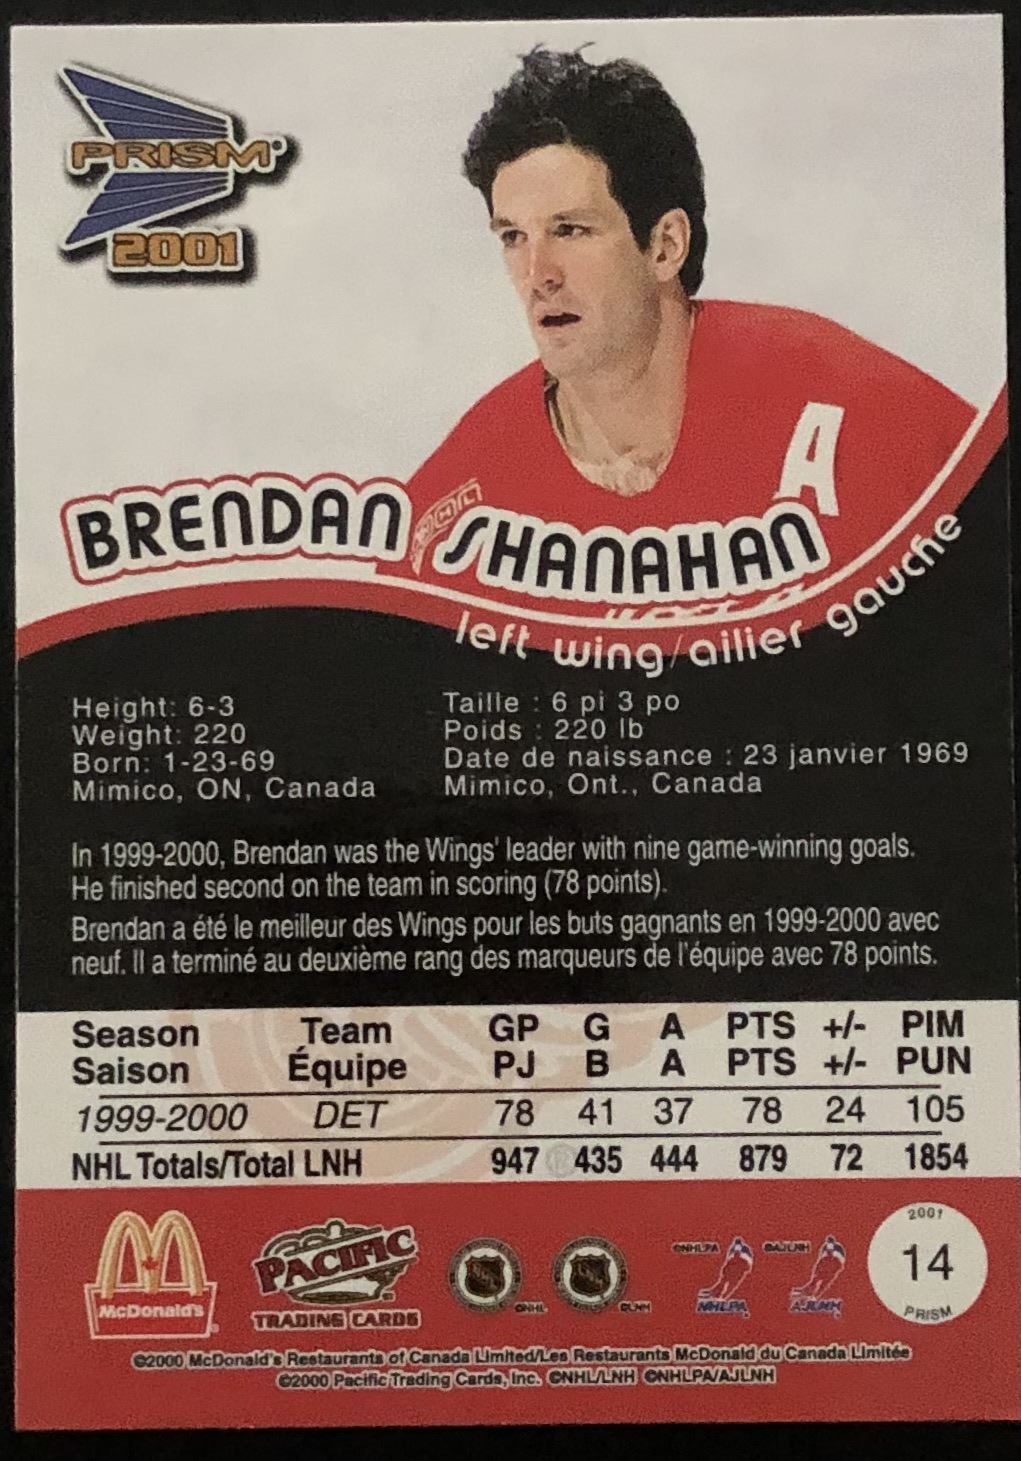 PRISM
2001
A
BRENDAN SHANAHAN
left wing/ailier gauche
Height: 6-3
Weight: 220
Born: 1-23-69
Mimico, ON, Canada
Taille : 6 pi 3 po
Poids : 220 lb
Date de naissance : 23 janvier 1969
Mimico, Ont., Canada
In 1999-2000, Brendan was the Wings' leader with nine game-winning goals.
He finished second on the team in scoring (78 points).
Brendan a été le meilleur des Wings pour les buts gagnants en 1999-2000 avec
neuf. Il a terminé au deuxième rang des marqueurs de l'équipe avec 78 points.
Season Team GP G A PTS +/- PIM
Saison Équipe PJ B A PTS +/- PUN
1999-2000 DET 78 41 37 78 24 105
NHL Totals/Total LNH 947 435 444 879 72 1854
McDonald's
PACIFIC
TRADING CARDS
©NHL ©LNH
©NHLPA ©AJLNH
NHLPA AJLNH
2001
14
PRISM
©2000 McDonald's Restaurants of Canada Limited/Les Restaurants McDonald du Canada Limitée
©2000 Pacific Trading Cards, Inc. ©NHL/LNH ©NHLPA/AJLNH